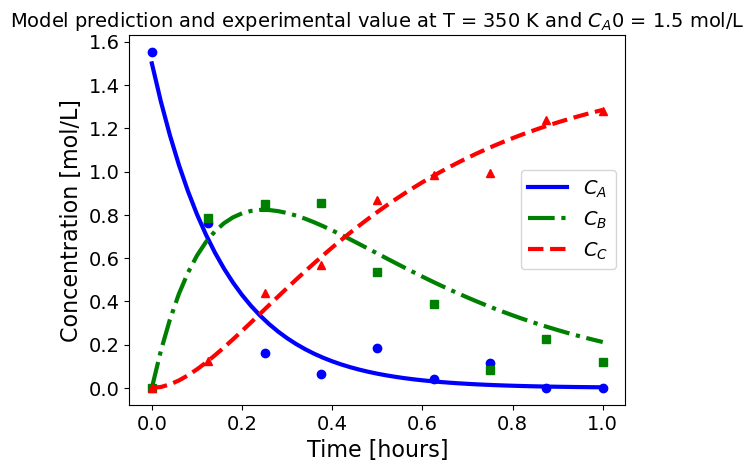 Model prediction and experimental value at T = 350 K and $C_A0$ = 1.5 mol/L
Concentration [mol/L]
1.6
1.4
1.2
1.0
0.8
0.6
0.4
0.2
0.0
$C_A$
$C_B$
$C_C$
0.0 0.2 0.4 0.6 0.8 1.0
Time [hours]